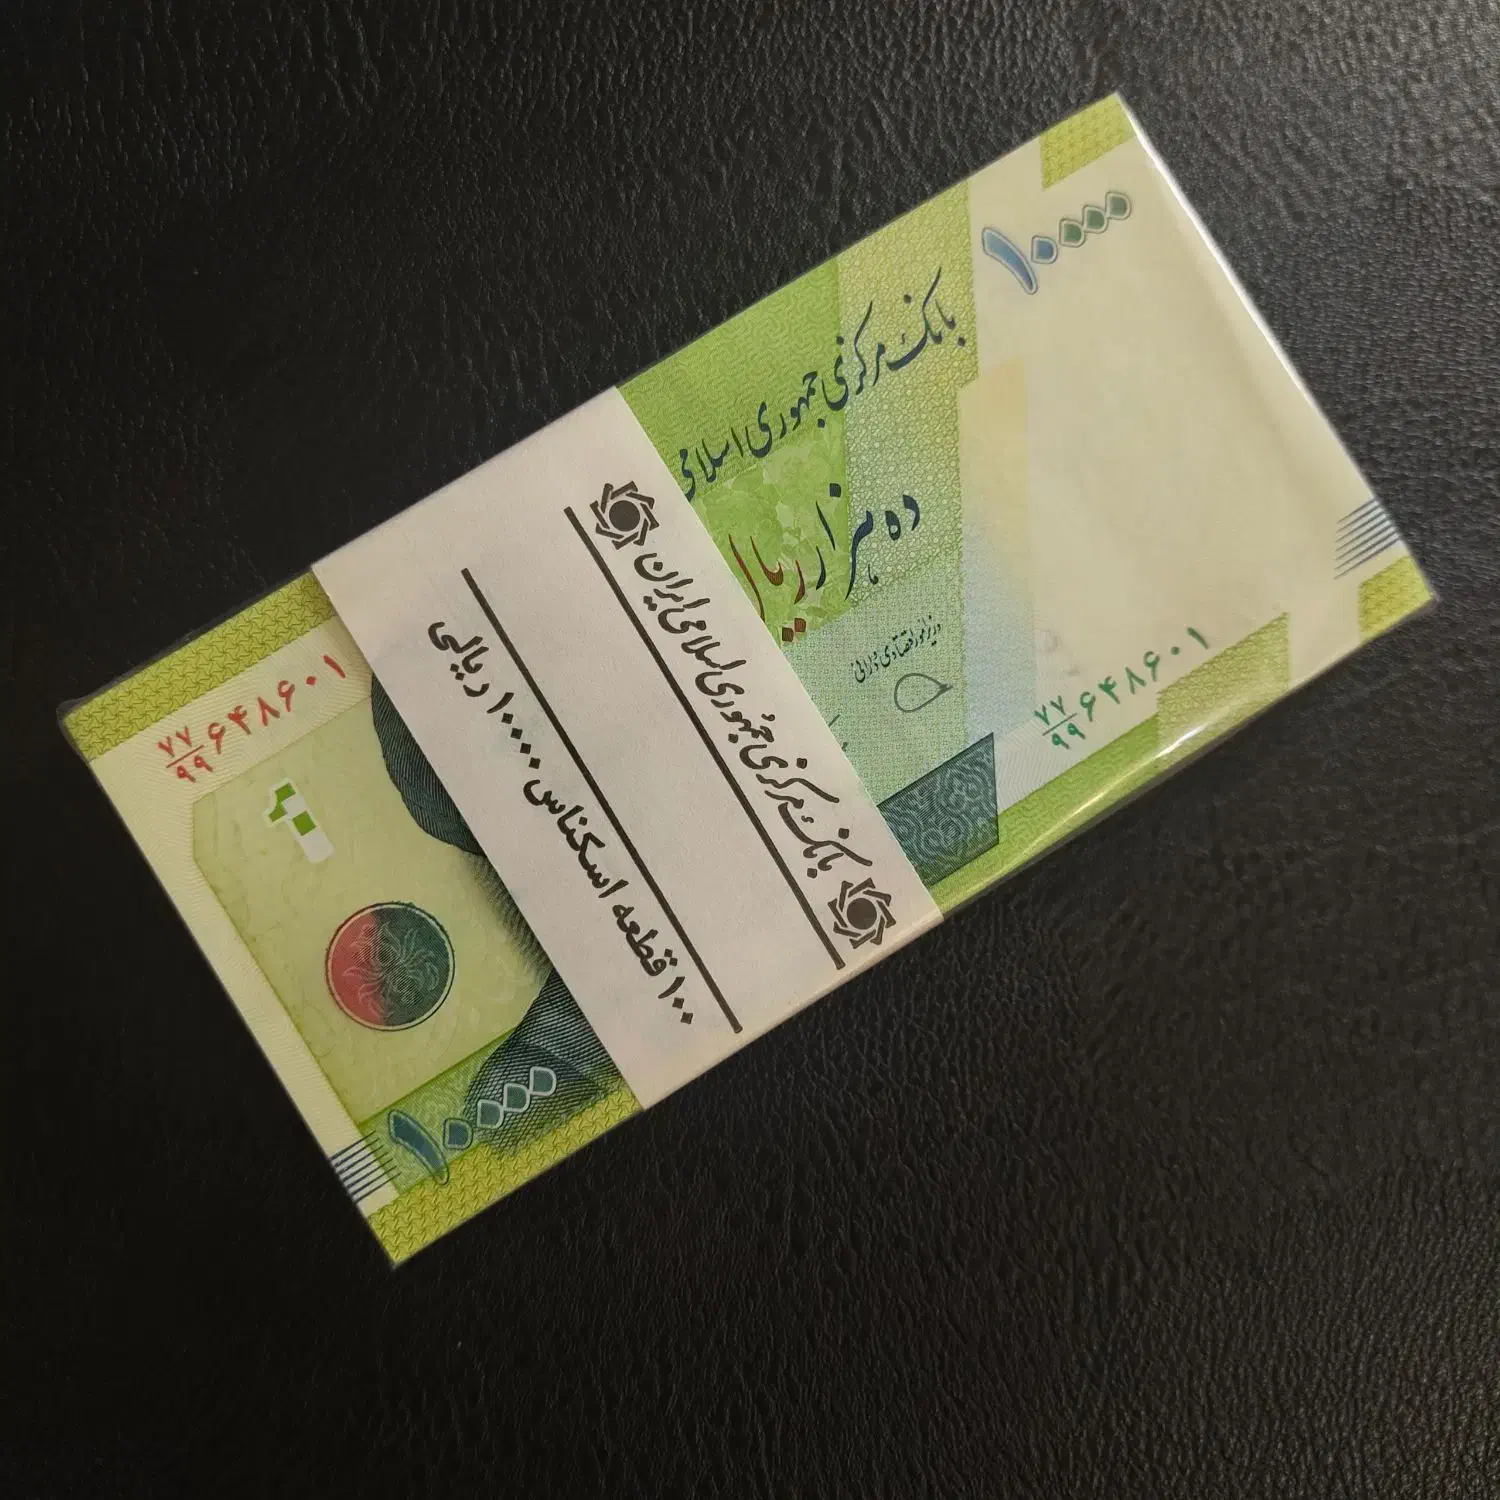 ۱۰۰۰۰
بانک مرکزی جمهوری اسلامی
ده هزار ریال
وزیر امور اقتصادی و دارائی
۷۷/۹۹ ۶۴۸۶۰۱
بانک مرکزی جمهوری اسلامی ایران
۱۰۰ قطعه اسکناس ۱۰۰۰۰ ریالی
۷۷/۹۹ ۶۴۸۶۰۱
۱۰۰۰۰